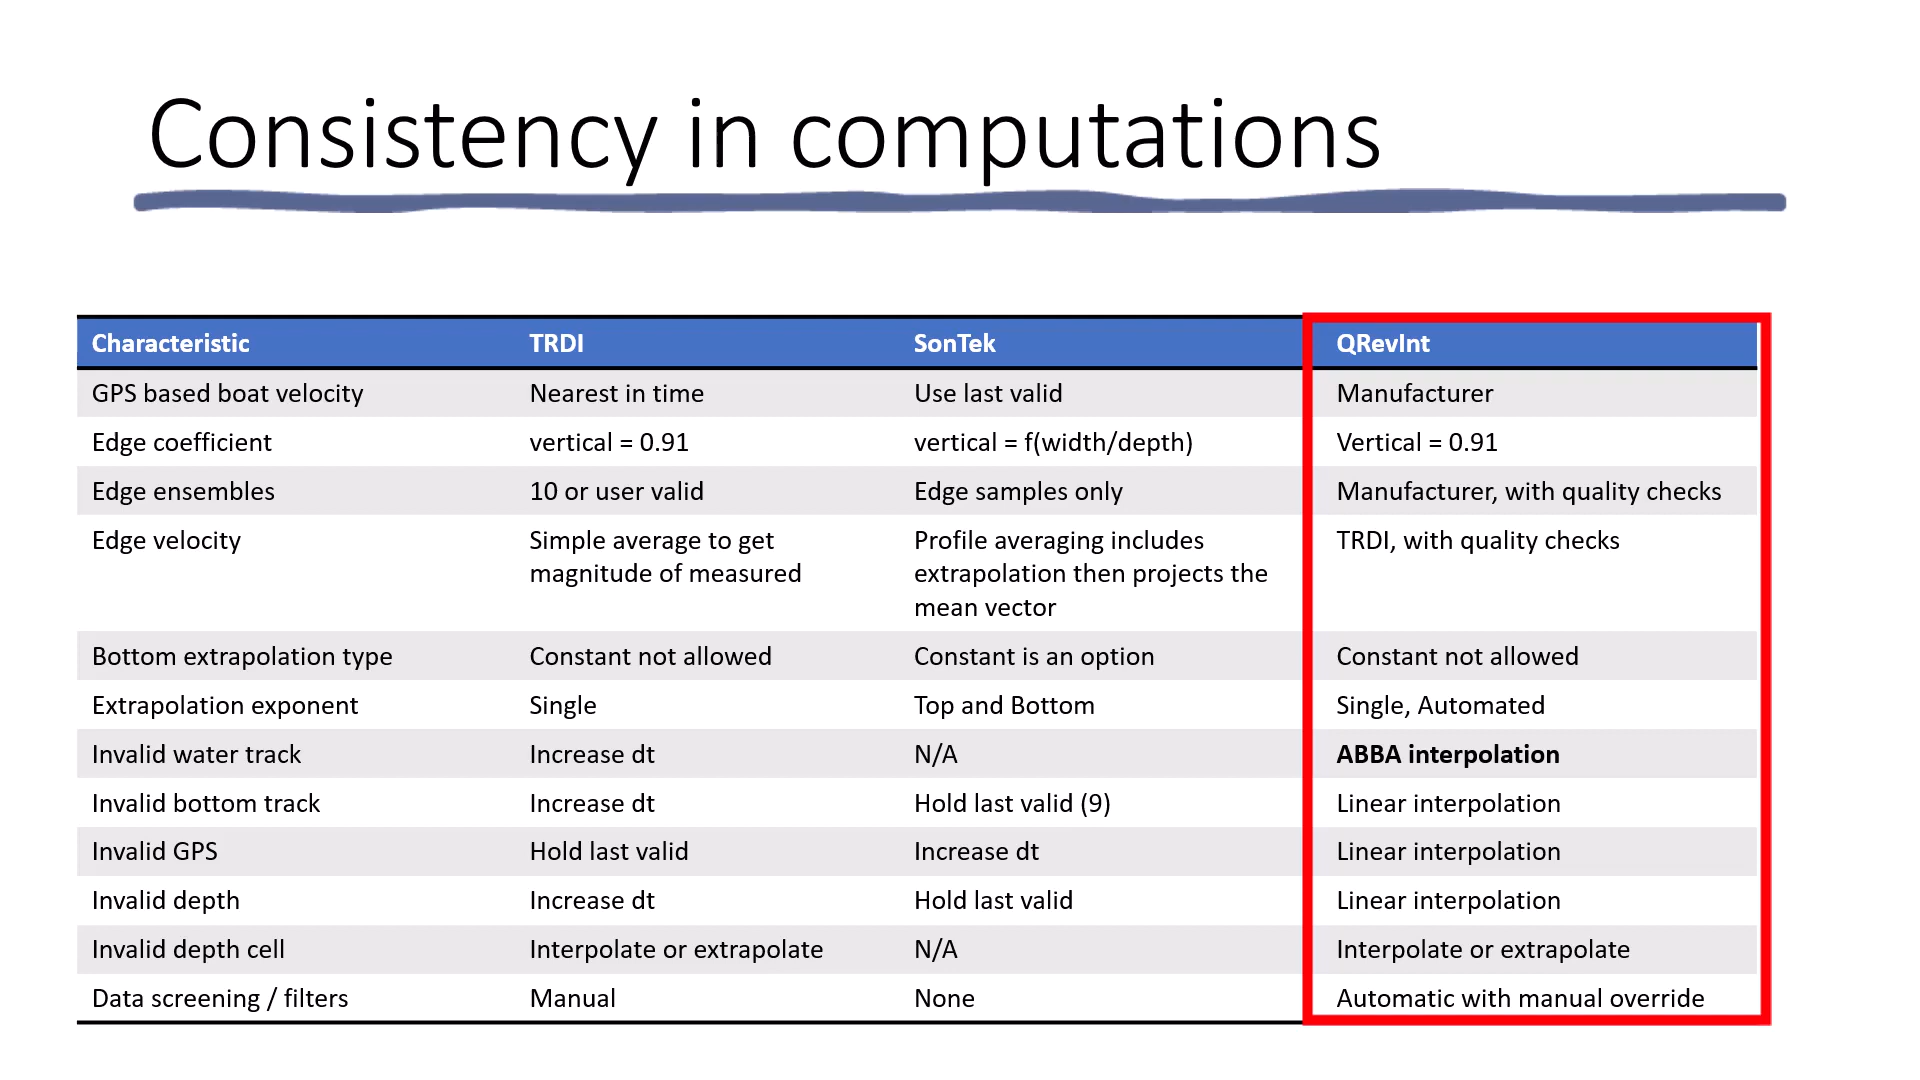 Consistency in computations
Characteristic TRDI SonTek QRevInt
GPS based boat velocity Nearest in time Use last valid Manufacturer
Edge coefficient vertical = 0.91 vertical = f(width/depth) Vertical = 0.91
Edge ensembles 10 or user valid Edge samples only Manufacturer, with quality checks
Edge velocity Simple average to get Profile averaging includes TRDI, with quality checks
magnitude of measured extrapolation then projects the
mean vector
Bottom extrapolation type Constant not allowed Constant is an option Constant not allowed
Extrapolation exponent Single Top and Bottom Single, Automated
Invalid water track Increase dt N/A ABBA interpolation
Invalid bottom track Increase dt Hold last valid (9) Linear interpolation
Invalid GPS Hold last valid Increase dt Linear interpolation
Invalid depth Increase dt Hold last valid Linear interpolation
Invalid depth cell Interpolate or extrapolate N/A Interpolate or extrapolate
Data screening / filters Manual None Automatic with manual override